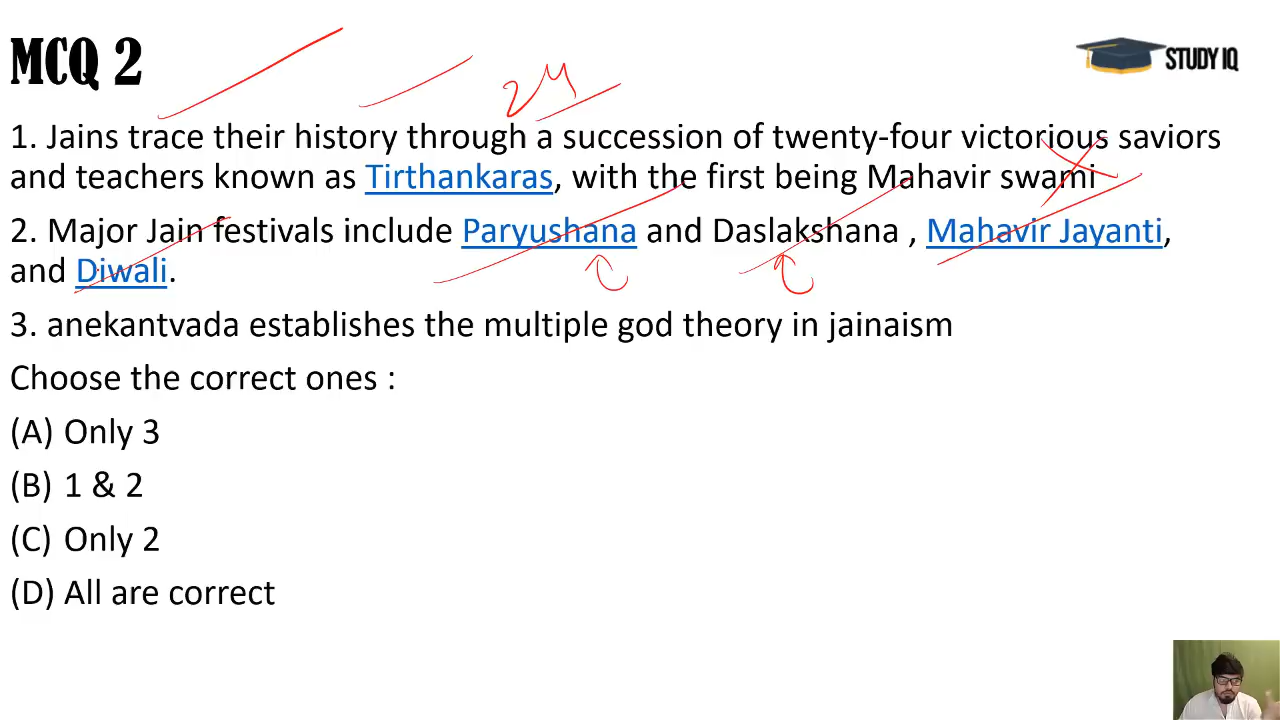 MCQ 2
STUDY IQ
24
1. Jains trace their history through a succession of twenty-four victorious saviors
and teachers known as Tirthankaras, with the first being Mahavir swami
2. Major Jain festivals include Paryushana and Daslakshana , Mahavir Jayanti,
and Diwali.
3. anekantvada establishes the multiple god theory in jainaism
Choose the correct ones :
(A) Only 3
(B) 1 & 2
(C) Only 2
(D) All are correct